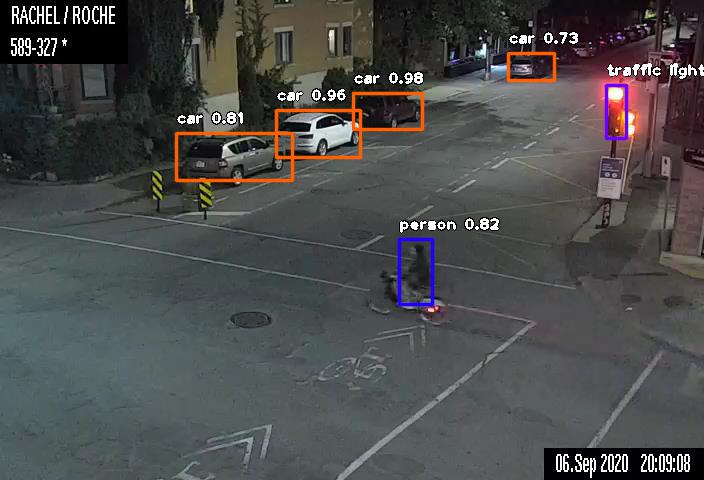 RACHEL / ROCHE
589-327 *
car 0.73
traffic light
car 0.98
car 0.96
car 0.81
person 0.82
06.Sep 2020 20:09:08